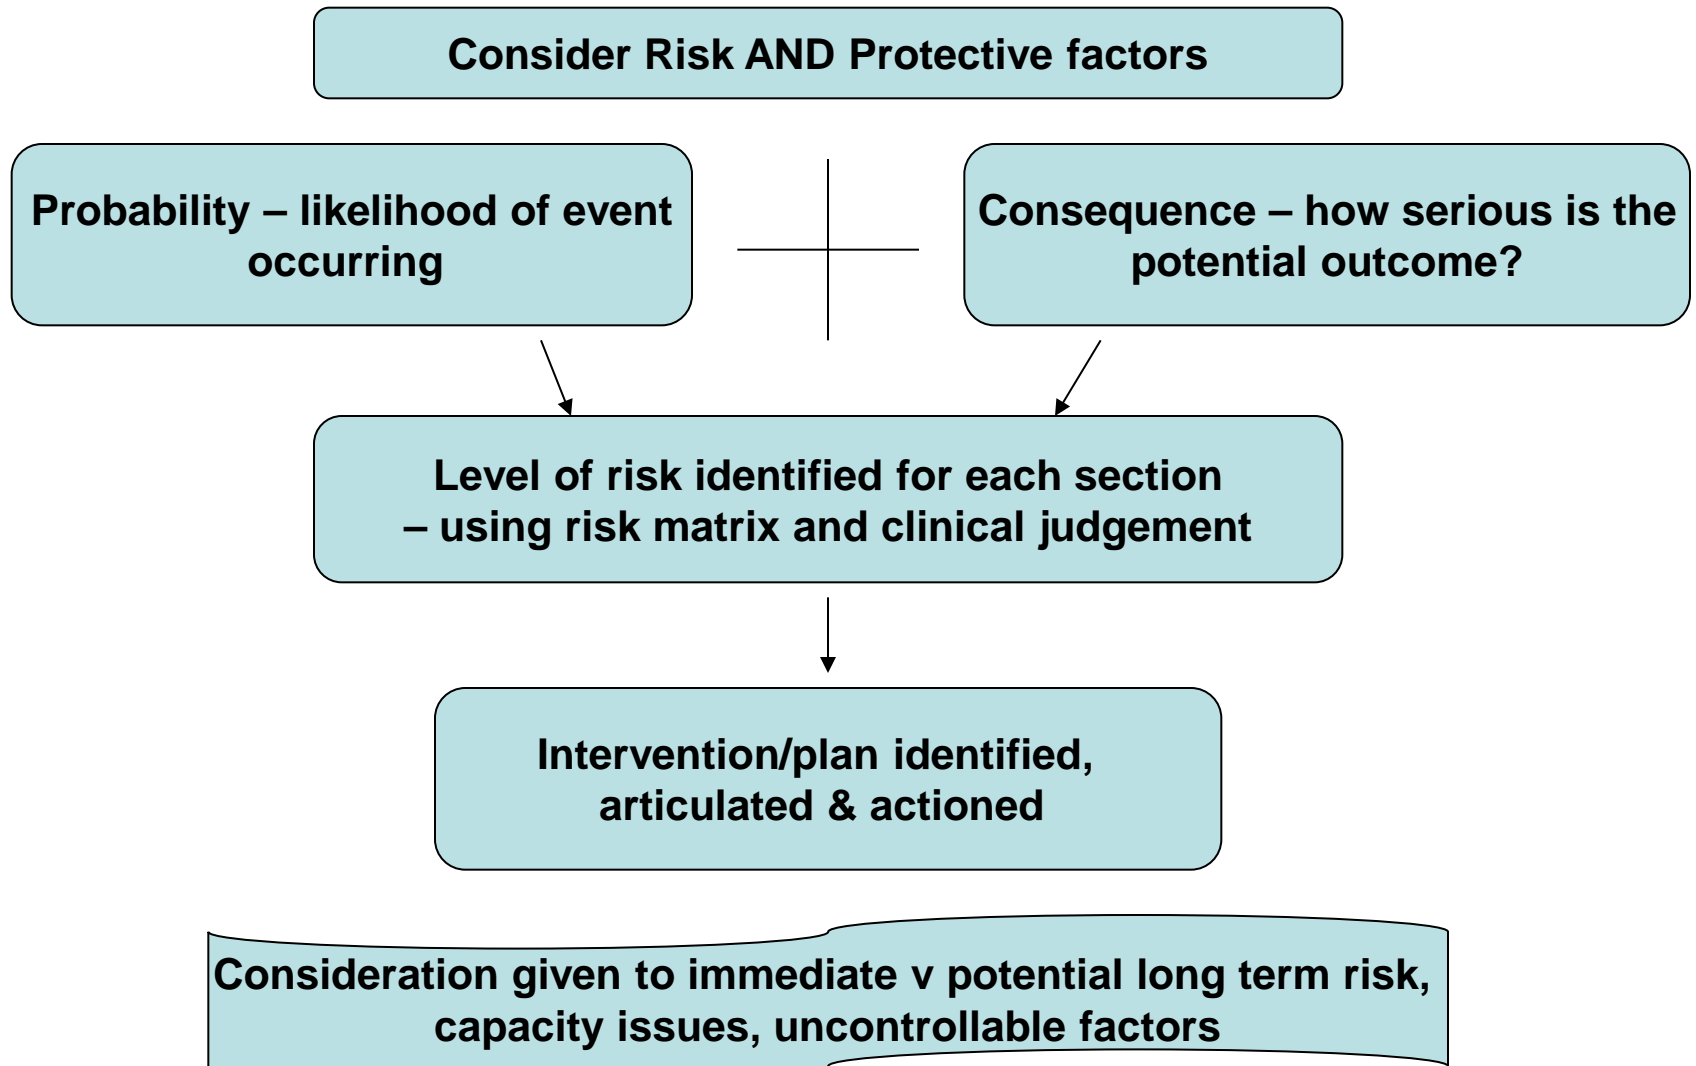 Consider Risk AND Protective factors
Probability – likelihood of event
occurring
Consequence – how serious is the
potential outcome?
Level of risk identified for each section
– using risk matrix and clinical judgement
Intervention/plan identified,
articulated & actioned
Consideration given to immediate v potential long term risk,
capacity issues, uncontrollable factors